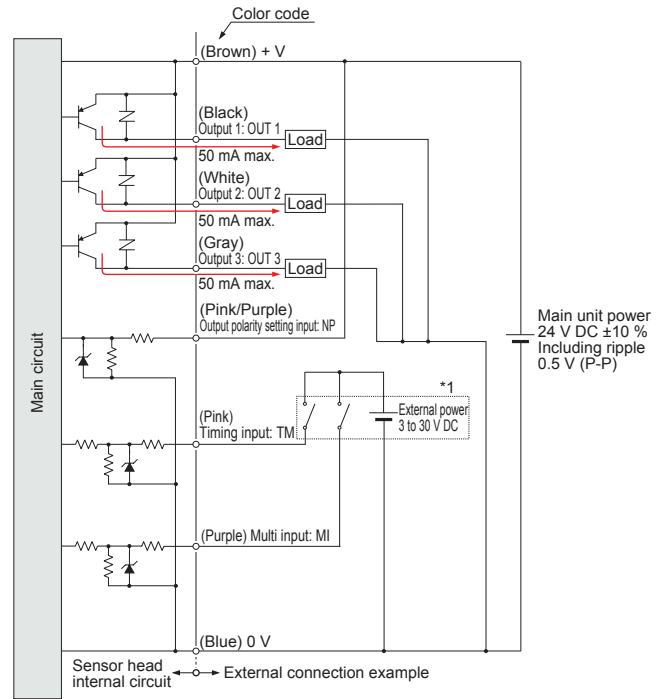 Color code
(Brown) + V
(Black)
Output 1: OUT 1
Load
50 mA max.
(White)
Output 2: OUT 2
Load
50 mA max.
(Gray)
Output 3: OUT 3
Load
50 mA max.
(Pink/Purple)
Output polarity setting input: NP
Main unit power
24 V DC ±10 %
Including ripple
0.5 V (P-P)
Main circuit
*1
External power
3 to 30 V DC
(Pink)
Timing input: TM
(Purple) Multi input: MI
(Blue) 0 V
Sensor head
internal circuit
External connection example